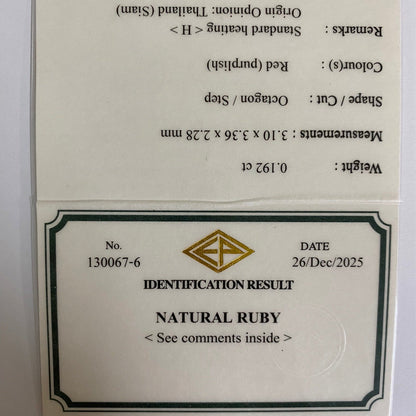 Weight : 0.192 ct
Measurements : 3.10 x 3.36 x 2.28 mm
Shape / Cut : Octagon / Step
Colour(s) : Red (purplish)
Remarks : Standard heating < H >
Origin Opinion: Thailand (Siam)
EP
No. DATE
130067-6 26/Dec/2025
IDENTIFICATION RESULT
NATURAL RUBY
< See comments inside >